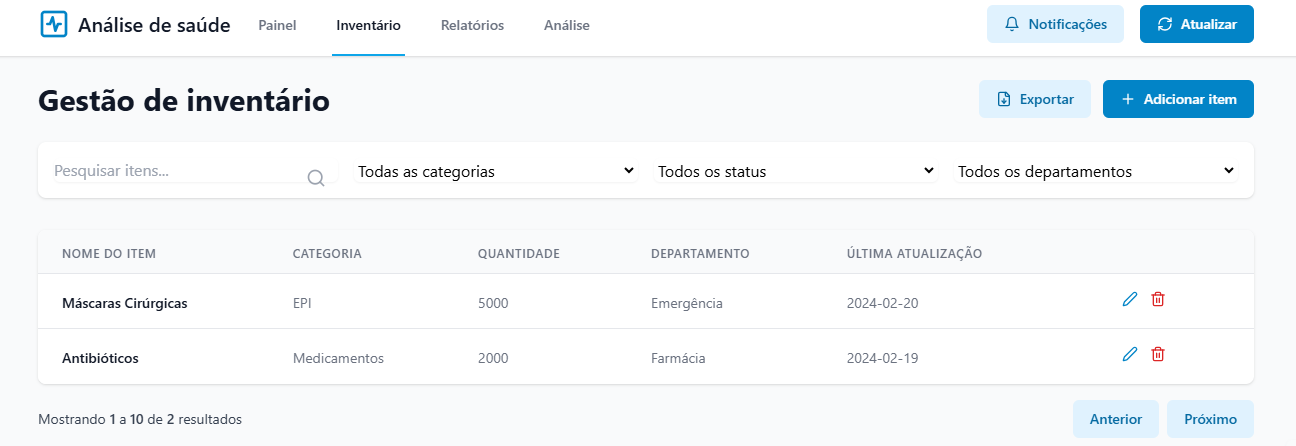 Análise de saúde Painel Inventário Relatórios Análise Notificações Atualizar
Gestão de inventário Exportar Adicionar item
Pesquisar itens... Todas as categorias Todos os status Todos os departamentos
NOME DO ITEM CATEGORIA QUANTIDADE DEPARTAMENTO ÚLTIMA ATUALIZAÇÃO
Máscaras Cirúrgicas EPI 5000 Emergência 2024-02-20
Antibióticos Medicamentos 2000 Farmácia 2024-02-19
Mostrando 1 a 10 de 2 resultados Anterior Próximo